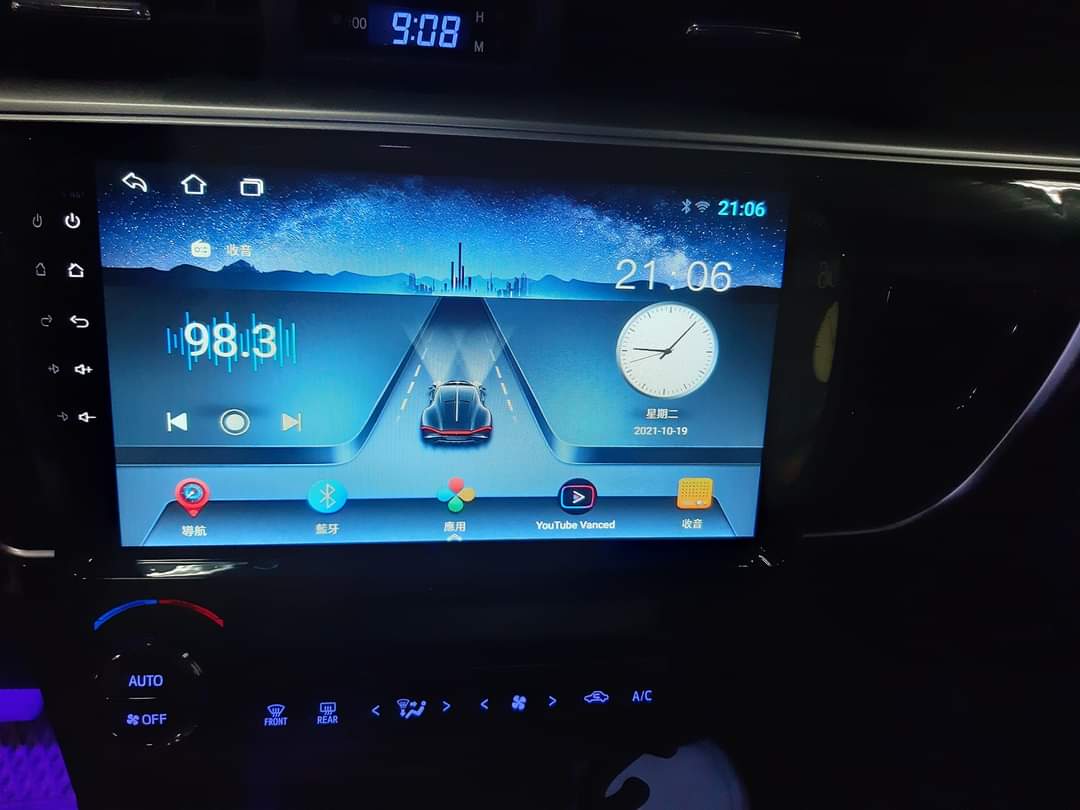 :00
9:08
H
M
21:06
收音
21:06
98.3
星期二
2021-10-19
導航
藍牙
應用
YouTube Vanced
收音
AUTO
OFF
FRONT
REAR
A/C